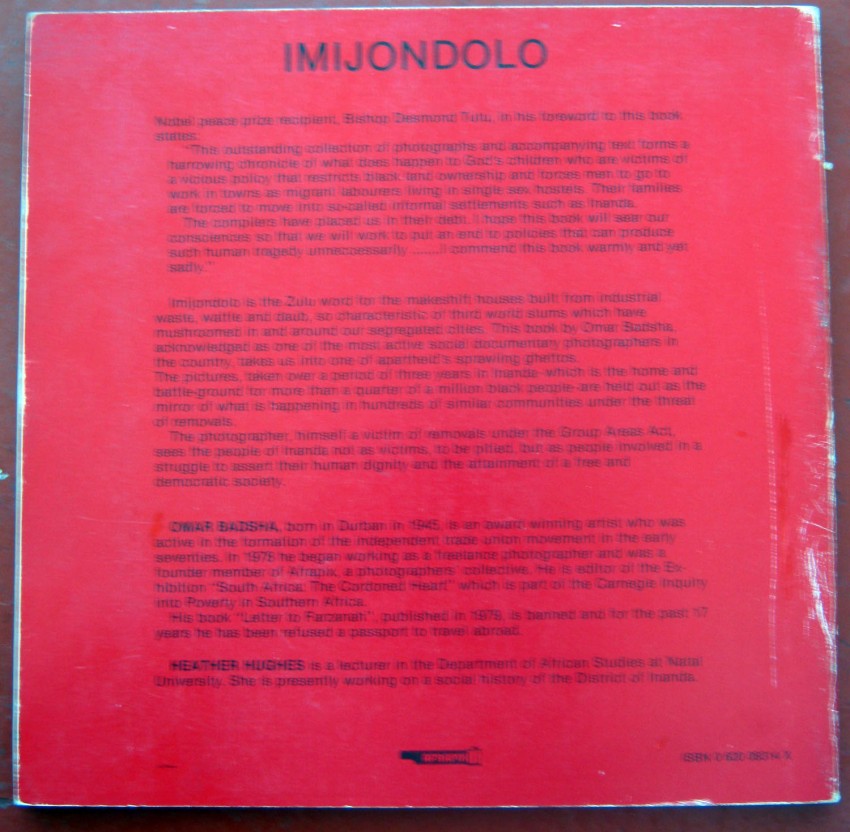 IMIJONDOLO
Nobel peace prize recipient, Bishop Desmond Tutu, in his foreword to this book
states:
"This outstanding collection of photographs and accompanying text forms a
harrowing chronicle of what does happen to God's children who are victims of
a vicious policy that restricts black land ownership and forces men to go to
work in towns as migrant labourers living in single sex hostels. Their families
are forced to move into so-called informal settlements such as Inanda.
The compilers have placed us in their debt. I hope this book will sear our
consciences so that we will work to put an end to policies that can produce
such human tragedy unnecessarily ........I commend this book warmly and yet
sadly."
Imijondolo is the Zulu word for the makeshift houses built from industrial
waste, wattle and daub, so characteristic of third world slums which have
mushroomed in and around our segregated cities. This book by Omar Badsha,
acknowledged as one of the most active social documentary photographers in
the country, takes us into one of apartheid's sprawling ghettos.
The pictures, taken over a period of three years in Inanda-which is the home and
battle-ground for more than a quarter of a million black people-are held out as the
mirror of what is happening in hundreds of similar communities under the threat
of removals.
The photographer, himself a victim of removals under the Group Areas Act,
sees the people of Inanda not as victims, to be pitied, but as people involved in a
struggle to assert their human dignity and the attainment of a free and
democratic society.
OMAR BADSHA, born in Durban in 1945, is an award winning artist who was
active in the formation of the independent trade union movement in the early
seventies. In 1976 he began working as a freelance photographer and was a
founder member of Afrapix, a photographers' collective. He is editor of the Ex-
hibition "South Africa: The Cordoned Heart" which is part of the Carnegie Inquiry
into Poverty in Southern Africa.
His book "Letter to Farzanah", published in 1979, is banned and for the past 17
years he has been refused a passport to travel abroad.
HEATHER HUGHES is a lecturer in the Department of African Studies at Natal
University. She is presently working on a social history of the District of Inanda.
ISBN 0 620